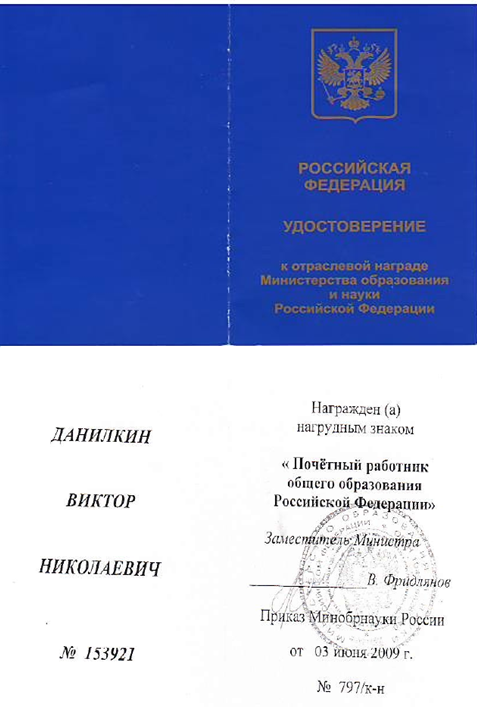 РОССИЙСКАЯ
ФЕДЕРАЦИЯ
УДОСТОВЕРЕНИЕ
к отраслевой награде
Министерства образования
и науки
Российской Федерации
ДАНИЛКИН
ВИКТОР
НИКОЛАЕВИЧ
№ 153921
Награжден (а)
нагрудным знаком
« Почётный работник
общего образования
Российской Федерации»
Заместитель Министра
В. Фридлянов
Приказ Минобрнауки России
от 03 июня 2009 г.
№ 797/к-н